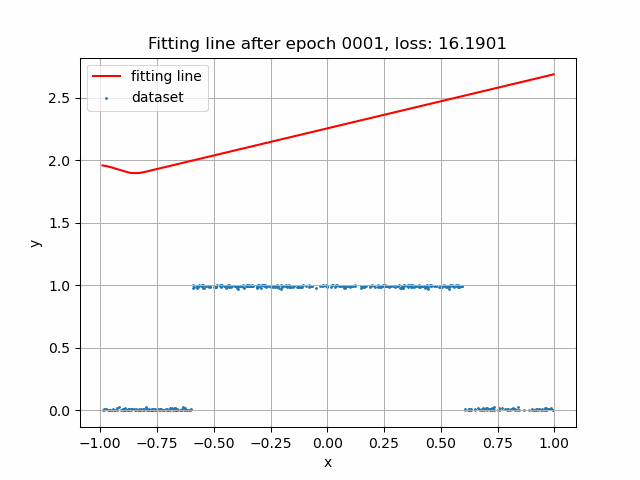 Fitting line after epoch 0001, loss: 16.1901
fitting line
dataset
2.5
2.0
1.5
1.0
0.5
0.0
y
−1.00 −0.75 −0.50 −0.25 0.00 0.25 0.50 0.75 1.00
x